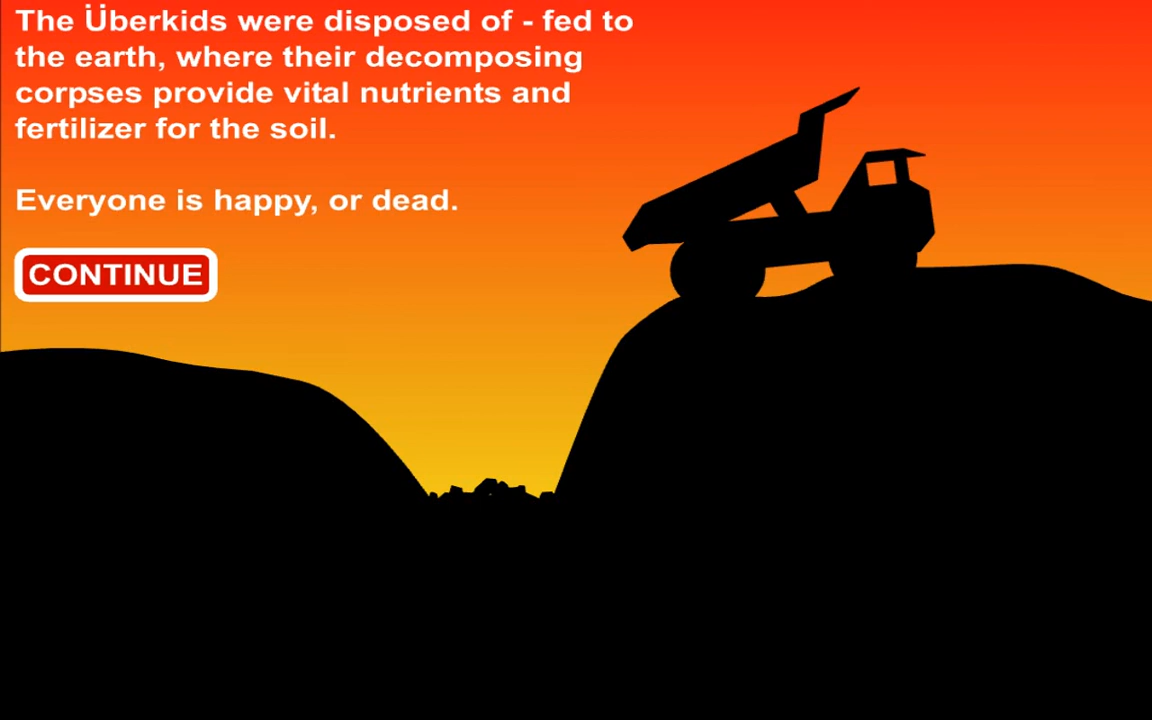 The Überkids were disposed of - fed to
the earth, where their decomposing
corpses provide vital nutrients and
fertilizer for the soil.
Everyone is happy, or dead.
CONTINUE